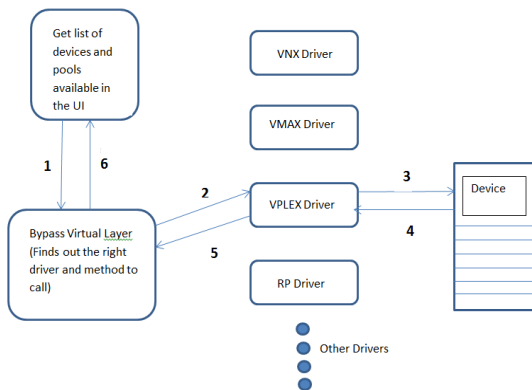 Get list of
devices and
pools
available in
the UI
1
6
Bypass Virtual Layer
(Finds out the right
driver and method to
call)
2
5
VNX Driver
VMAX Driver
VPLEX Driver
RP Driver
Other Drivers
3
4
Device